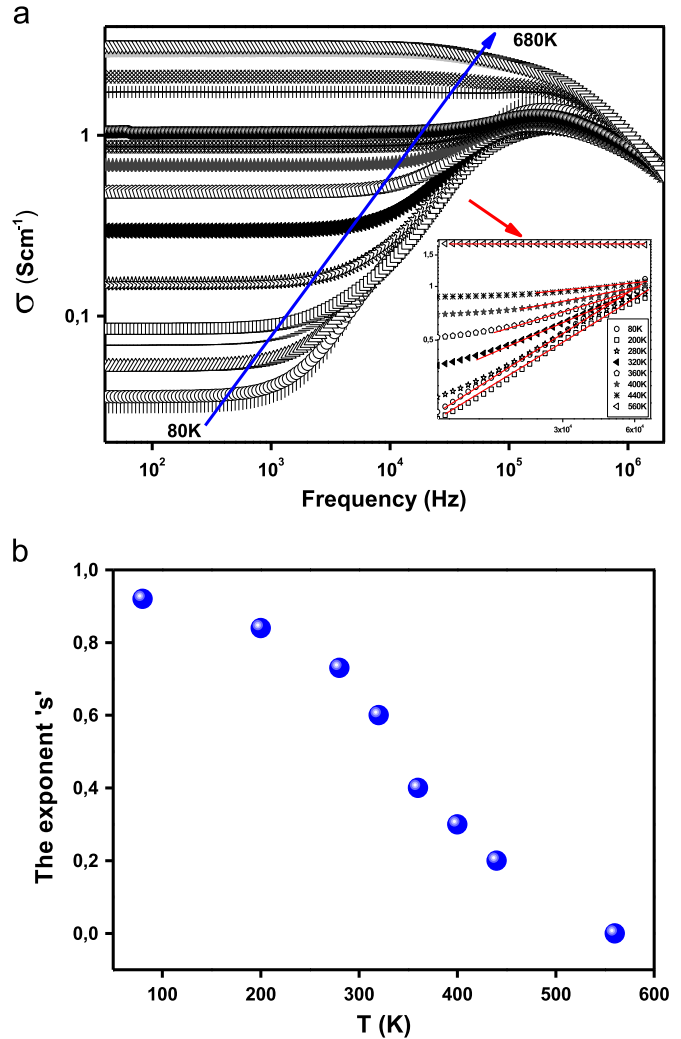 a
680K
1
0,1
σ (Scm⁻¹)
80K
10² 10³ 10⁴ 10⁵ 10⁶
Frequency (Hz)
1,5
1
0,5
3x10⁴ 6x10⁴
80K
200K
280K
320K
360K
400K
440K
560K
b
1,0
0,8
0,6
0,4
0,2
0,0
The exponent 's'
100 200 300 400 500 600
T (K)